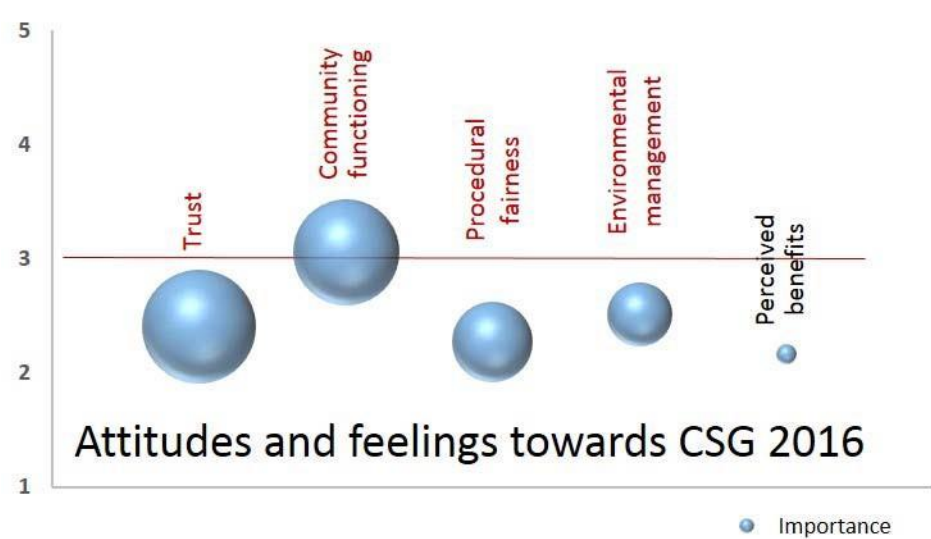 5
4
3
2
1
Trust
Community
functioning
Procedural
fairness
Environmental
management
Perceived
benefits
Attitudes and feelings towards CSG 2016
Importance